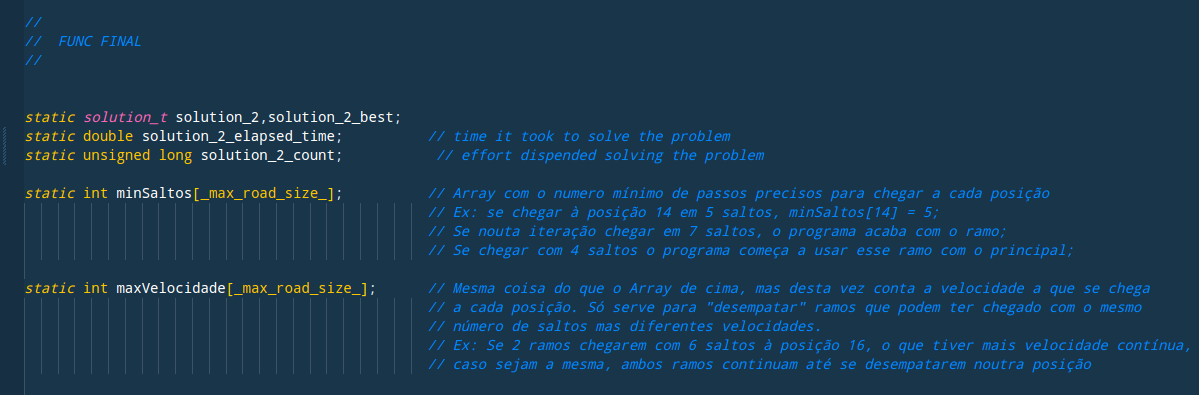 //
//  FUNC FINAL
//
static solution_t solution_2,solution_2_best;
static double solution_2_elapsed_time;          // time it took to solve the problem
static unsigned long solution_2_count;           // effort dispended solving the problem
static int minSaltos[_max_road_size_];          // Array com o numero mínimo de passos precisos para chegar a cada posição
// Ex: se chegar à posição 14 em 5 saltos, minSaltos[14] = 5;
// Se nouta iteração chegar em 7 saltos, o programa acaba com o ramo;
// Se chegar com 4 saltos o programa começa a usar esse ramo com o principal;
static int maxVelocidade[_max_road_size_];      // Mesma coisa do que o Array de cima, mas desta vez conta a velocidade a que se chega
// a cada posição. Só serve para "desempatar" ramos que podem ter chegado com o mesmo
// número de saltos mas diferentes velocidades.
// Ex: Se 2 ramos chegarem com 6 saltos à posição 16, o que tiver mais velocidade contínua,
// caso sejam a mesma, ambos ramos continuam até se desempatarem noutra posição